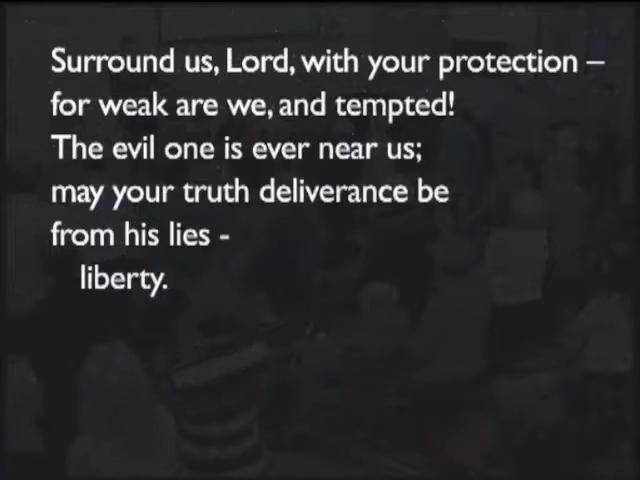 Surround us, Lord, with your protection –
for weak are we, and tempted!
The evil one is ever near us;
may your truth deliverance be
from his lies -
liberty.